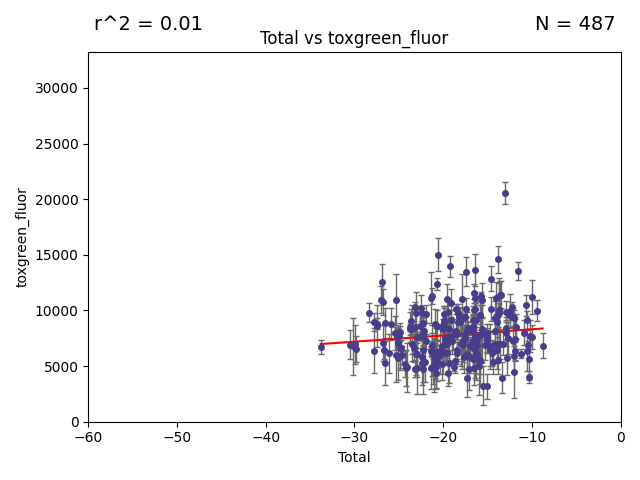 r^2 = 0.01
N = 487
Total vs toxgreen_fluor
30000
25000
20000
15000
10000
5000
0
toxgreen_fluor
−60
−50
−40
−30
−20
−10
0
Total